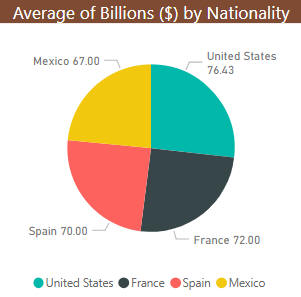 Average of Billions ($) by Nationality
Mexico 67.00
United States
76.43
Spain 70.00
France 72.00
United States France Spain Mexico